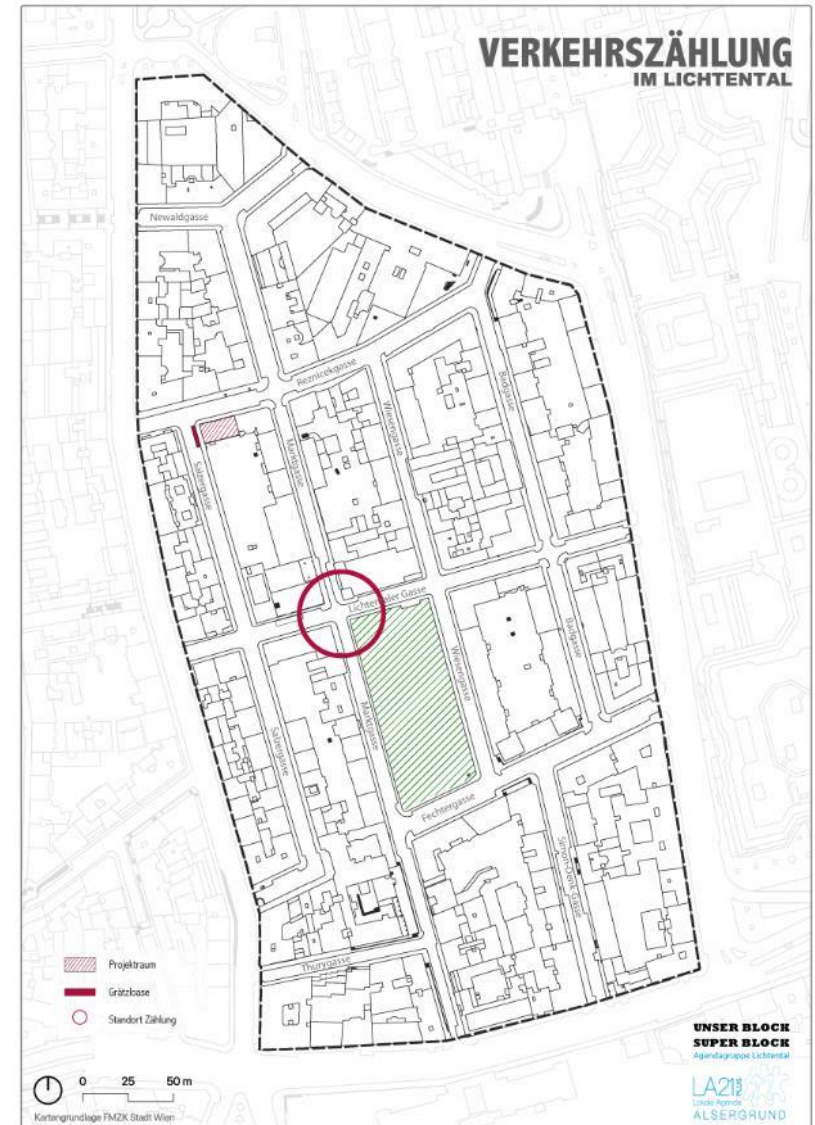 VERKEHRSZÄHLUNG
IM LICHTENTAL
Newaldgasse
Reznicekgasse
Badgasse
Wiesengasse
Marktgasse
Salzergasse
Lichtentaler Gasse
Badgasse
Wiesengasse
Marktgasse
Salzergasse
Fechtergasse
Simon-Denk-Gasse
Thurygasse
Projektraum
Grätzloase
Standort Zählung
0 25 50 m
Kartengrundlage FMZK Stadt Wien
UNSER BLOCK
SUPER BLOCK
Agendagruppe Lichtental
LA21 PLUS
Lokale Agenda
ALSERGRUND